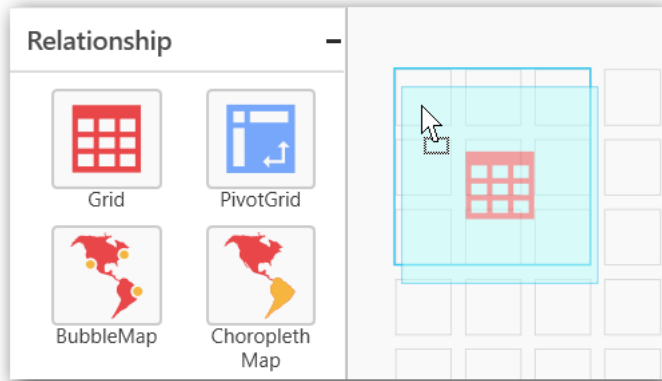 Relationship
Grid
PivotGrid
BubbleMap
Choropleth
Map